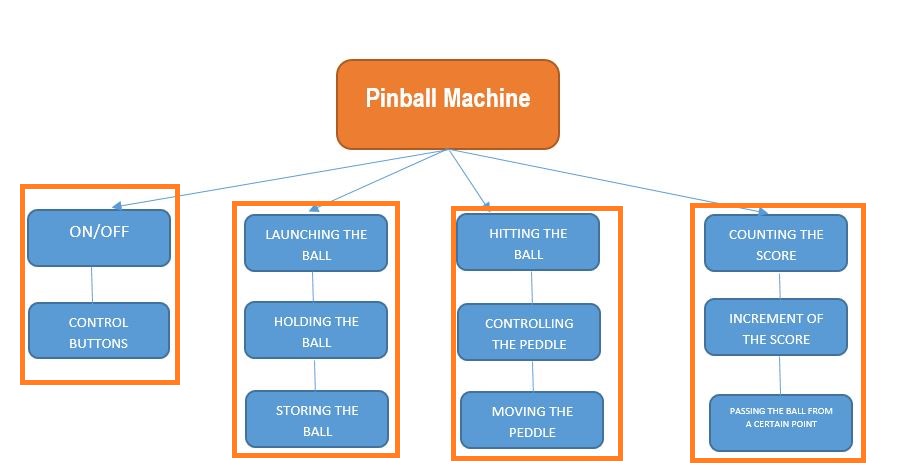 Pinball Machine
ON/OFF
CONTROL
BUTTONS
LAUNCHING THE
BALL
HOLDING THE
BALL
STORING THE
BALL
HITTING THE
BALL
CONTROLLING
THE PEDDLE
MOVING THE
PEDDLE
COUNTING THE
SCORE
INCREMENT OF
THE SCORE
PASSING THE BALL FROM
A CERTAIN POINT